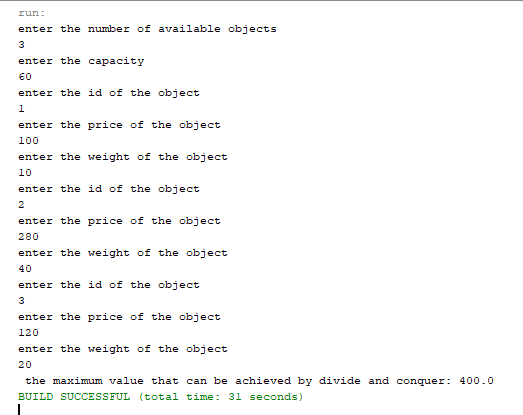 run:
enter the number of available objects
3
enter the capacity
60
enter the id of the object
1
enter the price of the object
100
enter the weight of the object
10
enter the id of the object
2
enter the price of the object
280
enter the weight of the object
40
enter the id of the object
3
enter the price of the object
120
enter the weight of the object
20
the maximum value that can be achieved by divide and conquer: 400.0
BUILD SUCCESSFUL (total time: 31 seconds)